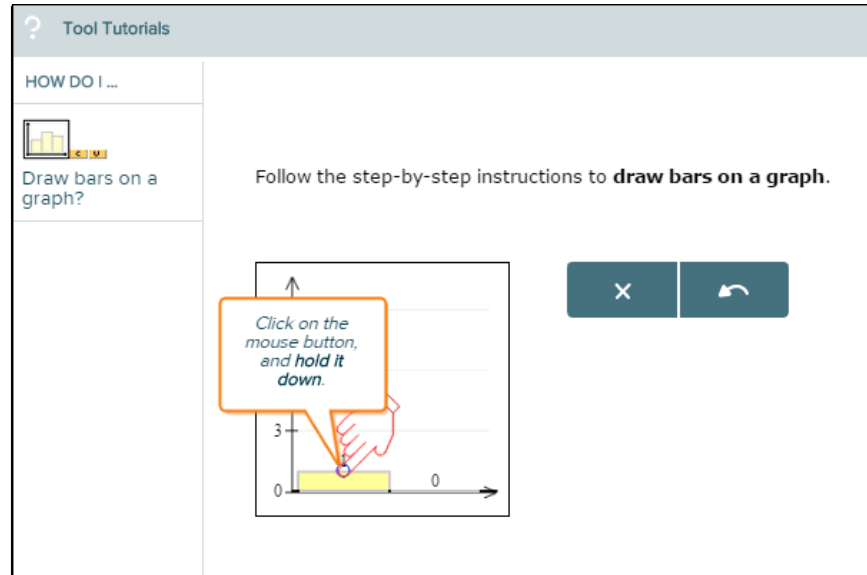 ? Tool Tutorials
HOW DO I ...
C U
Draw bars on a
graph?
Follow the step-by-step instructions to draw bars on a graph.
Click on the
mouse button,
and hold it
down.
3
0
0